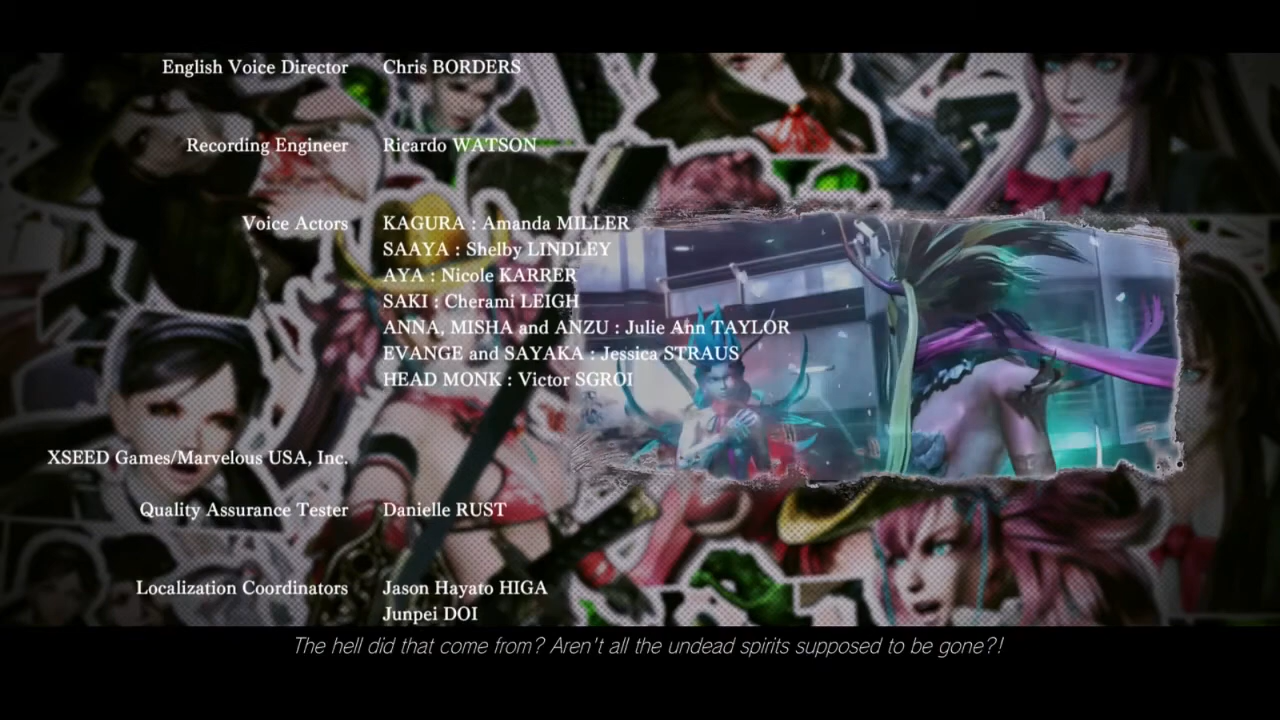 English Voice Director Chris BORDERS
Recording Engineer Ricardo WATSON
Voice Actors KAGURA : Amanda MILLER
SAAYA : Shelby LINDLEY
AYA : Nicole KARRER
SAKI : Cherami LEIGH
ANNA, MISHA and ANZU : Julie Ann TAYLOR
EVANGE and SAYAKA : Jessica STRAUS
HEAD MONK : Victor SGROI
XSEED Games/Marvelous USA, Inc.
Quality Assurance Tester Danielle RUST
Localization Coordinators Jason Hayato HIGA
Junpei DOI
The hell did that come from? Aren't all the undead spirits supposed to be gone?!